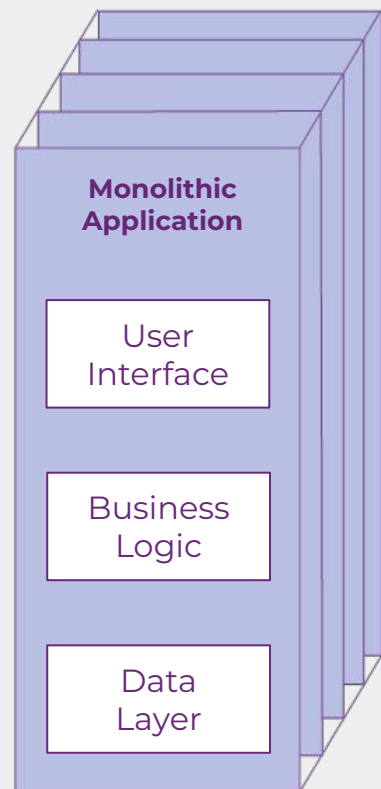 Monolithic
Application
User
Interface
Business
Logic
Data
Layer